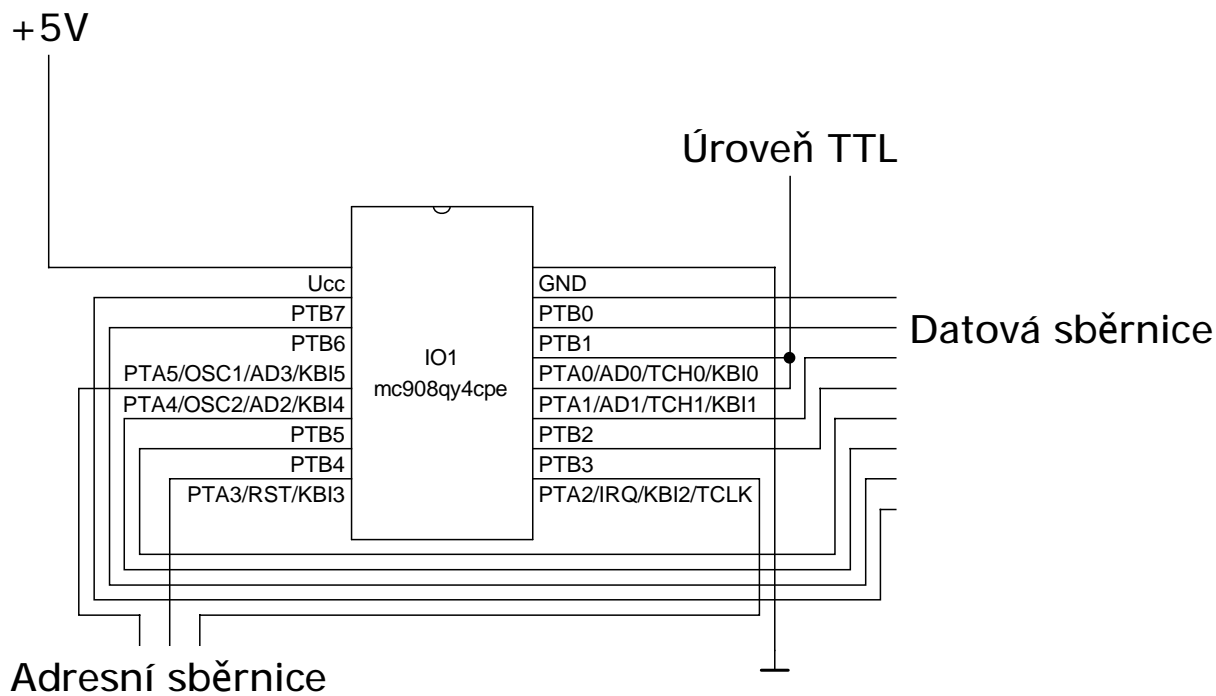 +5V
Úroveň TTL
Ucc
GND
PTB7
PTB0
PTB6
PTB1
Datová sběrnice
IO1
mc908qy4cpe
PTA5/OSC1/AD3/KBI5
PTA0/AD0/TCH0/KBI0
PTA4/OSC2/AD2/KBI4
PTA1/AD1/TCH1/KBI1
PTB5
PTB2
PTB4
PTB3
PTA3/RST/KBI3
PTA2/IRQ/KBI2/TCLK
Adresní sběrnice